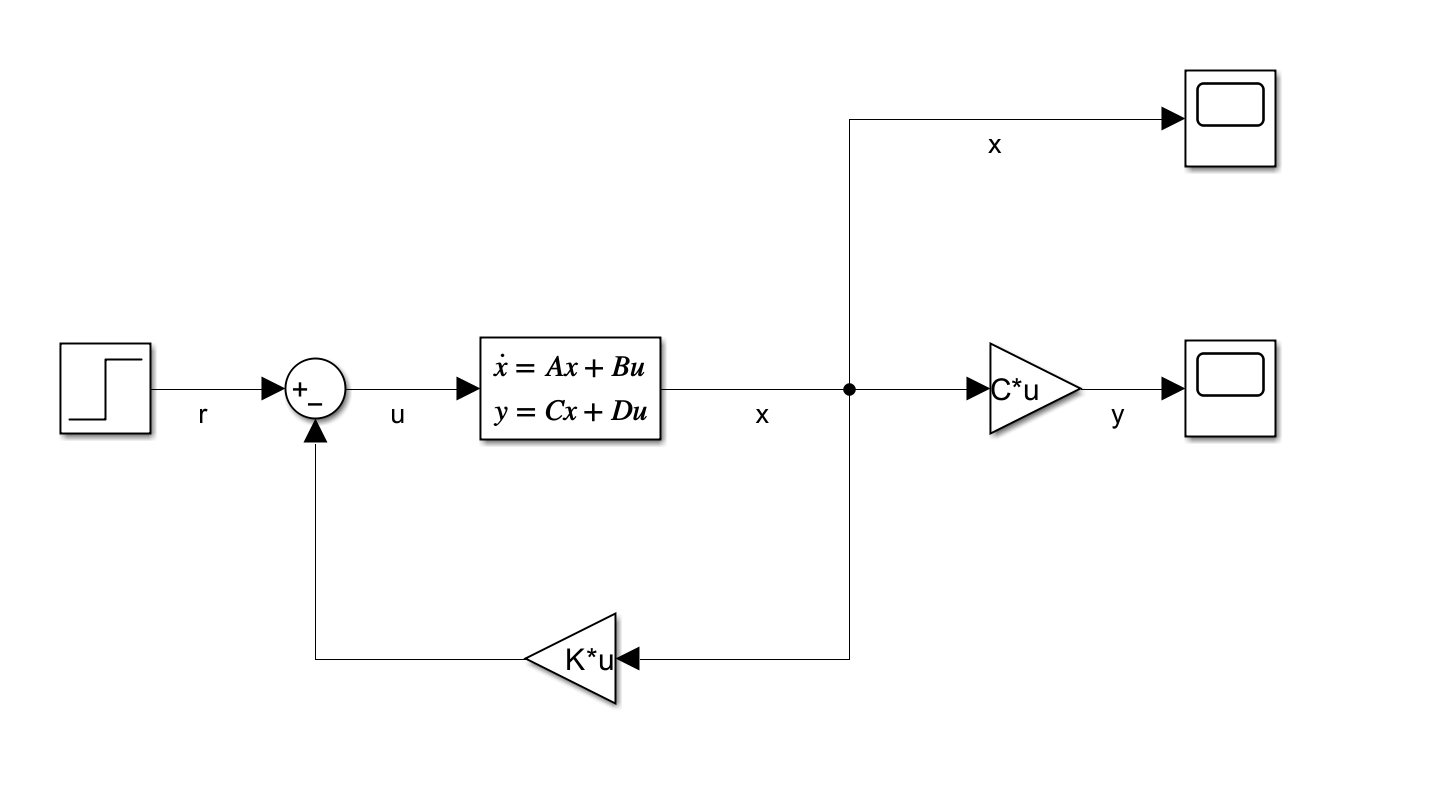 x
+
−
ẋ = Ax + Bu
y = Cx + Du
C*u
r
u
x
y
K*u